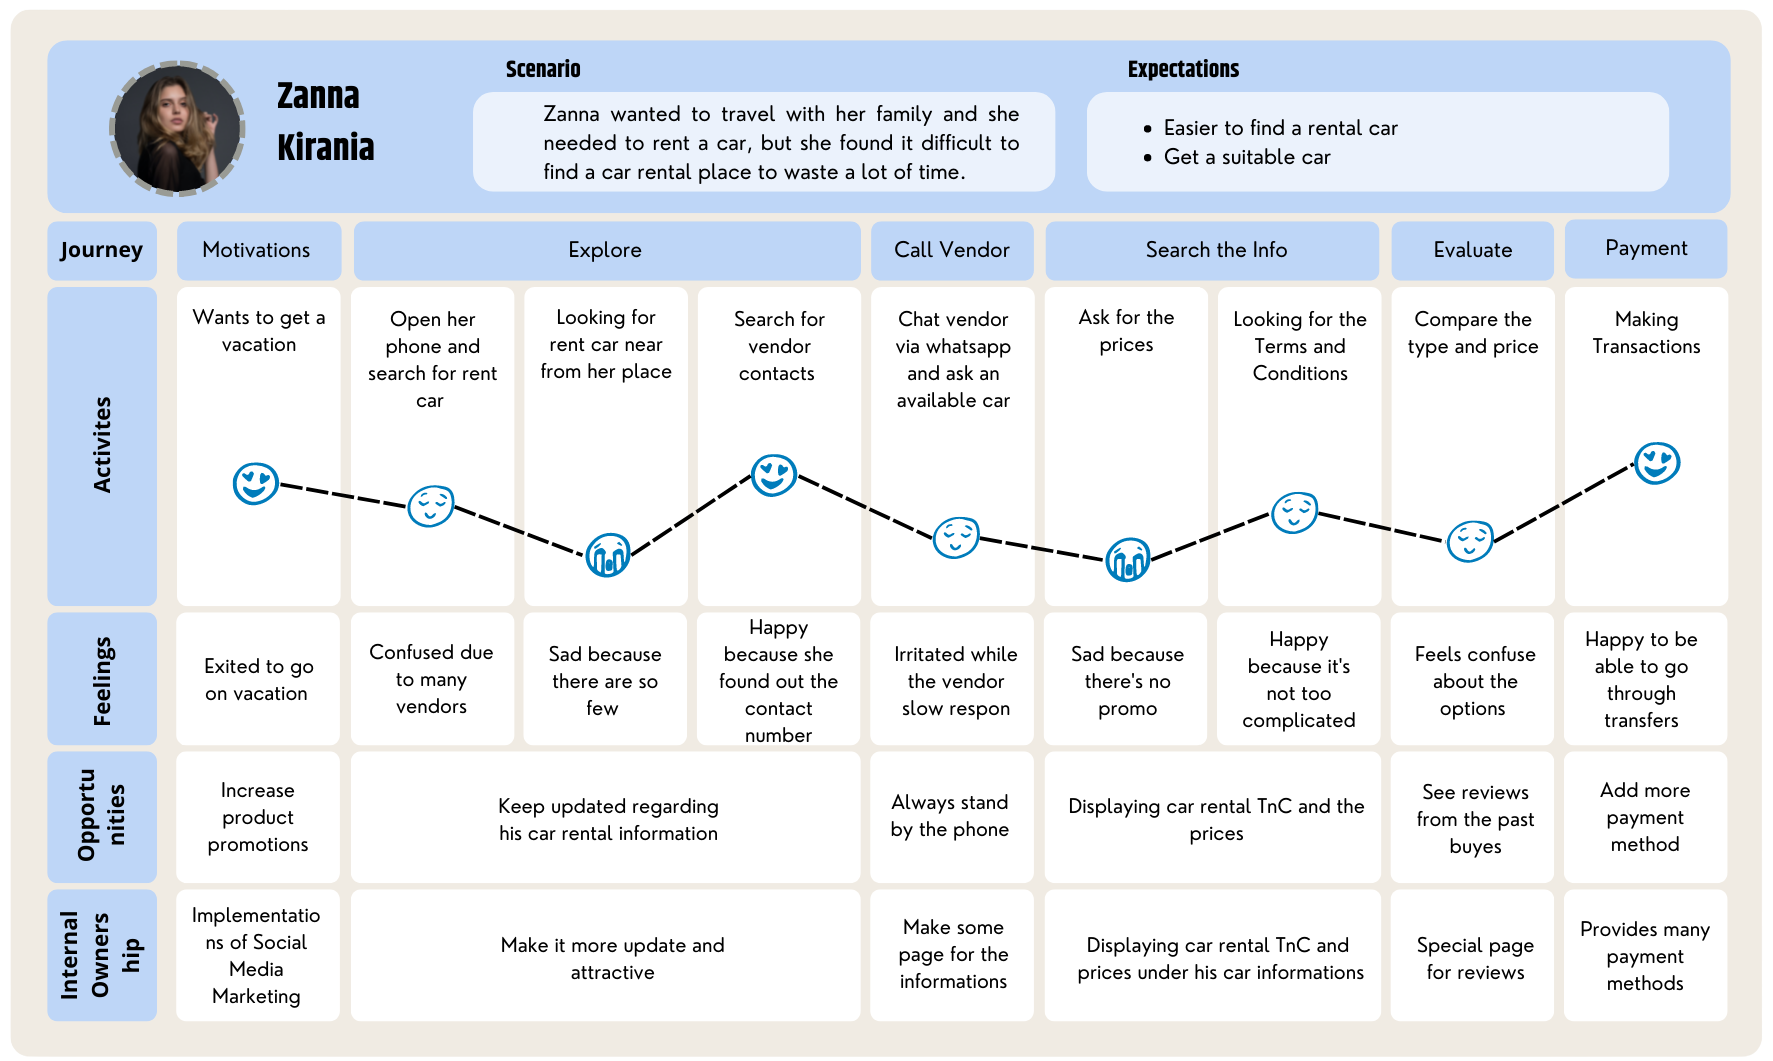 Zanna
Kirania
Scenario
Zanna wanted to travel with her family and she
needed to rent a car, but she found it difficult to
find a car rental place to waste a lot of time.
Expectations
• Easier to find a rental car
• Get a suitable car
Journey
Motivations
Explore
Call Vendor
Search the Info
Evaluate
Payment
Activites
Wants to get a
vacation
Open her
phone and
search for rent
car
Looking for
rent car near
from her place
Search for
vendor
contacts
Chat vendor
via whatsapp
and ask an
available car
Ask for the
prices
Looking for the
Terms and
Conditions
Compare the
type and price
Making
Transactions
Feelings
Exited to go
on vacation
Confused due
to many
vendors
Sad because
there are so
few
Happy
because she
found out the
contact
number
Irritated while
the vendor
slow respon
Sad because
there's no
promo
Happy
because it's
not too
complicated
Feels confuse
about the
options
Happy to be
able to go
through
transfers
Opportu
nities
Increase
product
promotions
Keep updated regarding
his car rental information
Always stand
by the phone
Displaying car rental TnC and the
prices
See reviews
from the past
buyes
Add more
payment
method
Internal
Owners
hip
Implementatio
ns of Social
Media
Marketing
Make it more update and
attractive
Make some
page for the
informations
Displaying car rental TnC and
prices under his car informations
Special page
for reviews
Provides many
payment
methods